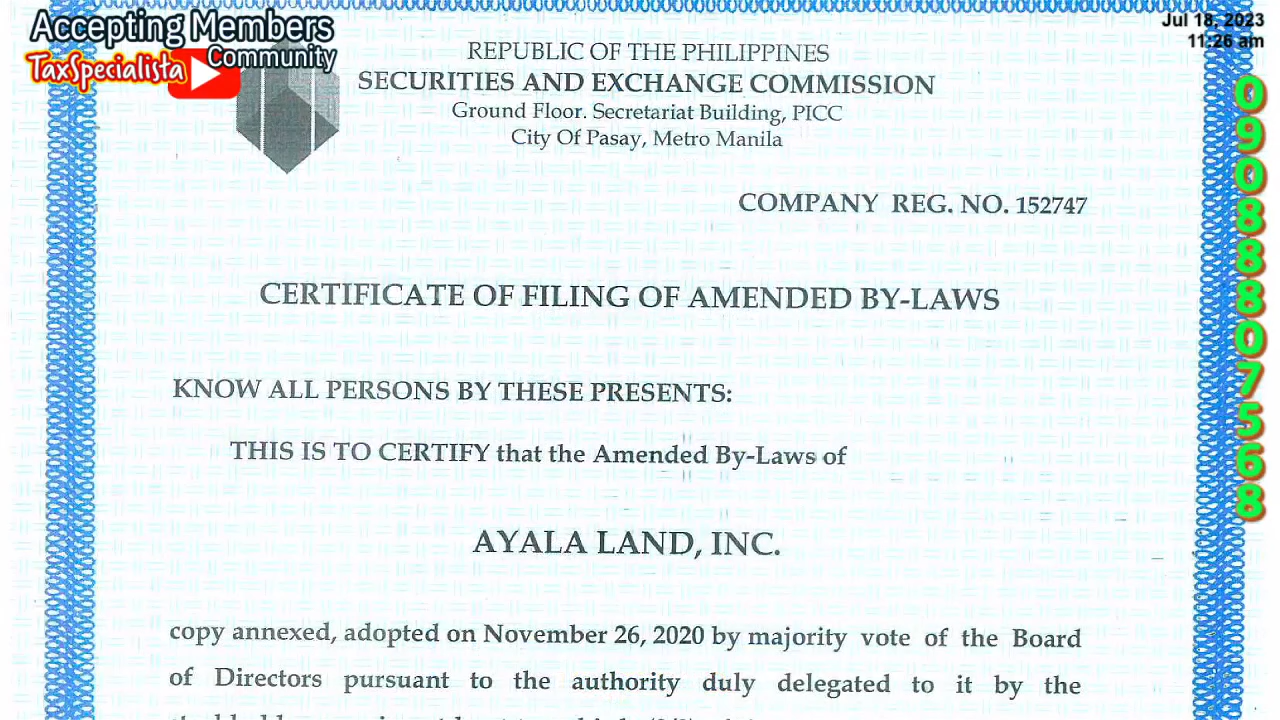 Accepting Members
Community
TaxSpecialista
Jul 18, 2023
11:26 am
09088807568
REPUBLIC OF THE PHILIPPINES
SECURITIES AND EXCHANGE COMMISSION
Ground Floor. Secretariat Building, PICC
City Of Pasay, Metro Manila
COMPANY REG. NO. 152747
CERTIFICATE OF FILING OF AMENDED BY-LAWS
KNOW ALL PERSONS BY THESE PRESENTS:
THIS IS TO CERTIFY that the Amended By-Laws of
AYALA LAND, INC.
copy annexed, adopted on November 26, 2020 by majority vote of the Board
of Directors pursuant to the authority duly delegated to it by the